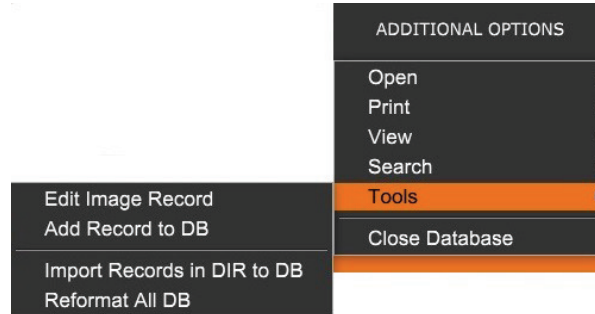 ADDITIONAL OPTIONS
Open
Print
View
Search
Tools
Close Database
Edit Image Record
Add Record to DB
Import Records in DIR to DB
Reformat All DB